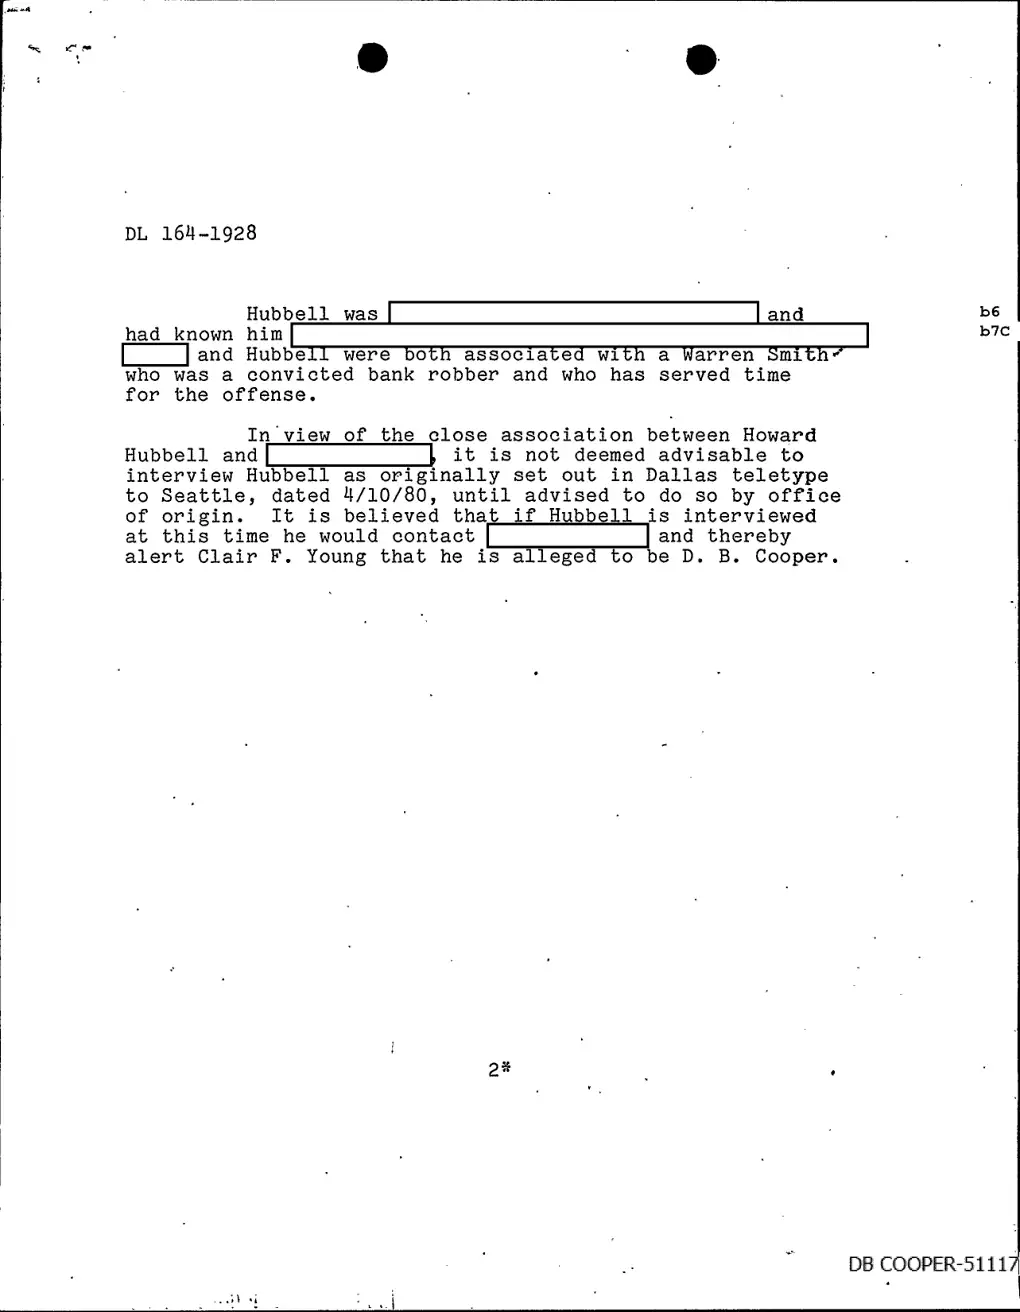 DL 164-1928
Hubbell was and b6
had known him b7C
and Hubbell were both associated with a Warren Smith
who was a convicted bank robber and who has served time
for the offense.
In view of the close association between Howard
Hubbell and , it is not deemed advisable to
interview Hubbell as originally set out in Dallas teletype
to Seattle, dated 4/10/80, until advised to do so by office
of origin. It is believed that if Hubbell is interviewed
at this time he would contact and thereby
alert Clair F. Young that he is alleged to be D. B. Cooper.
2*
DB COOPER-51117